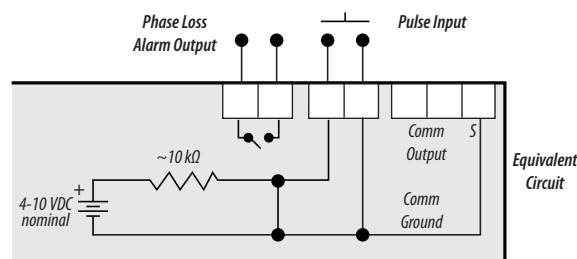 Phase Loss
Alarm Output
Pulse Input
Comm
Output
S
~10 kΩ
Equivalent
Circuit
+
4-10 VDC
nominal
Comm
Ground